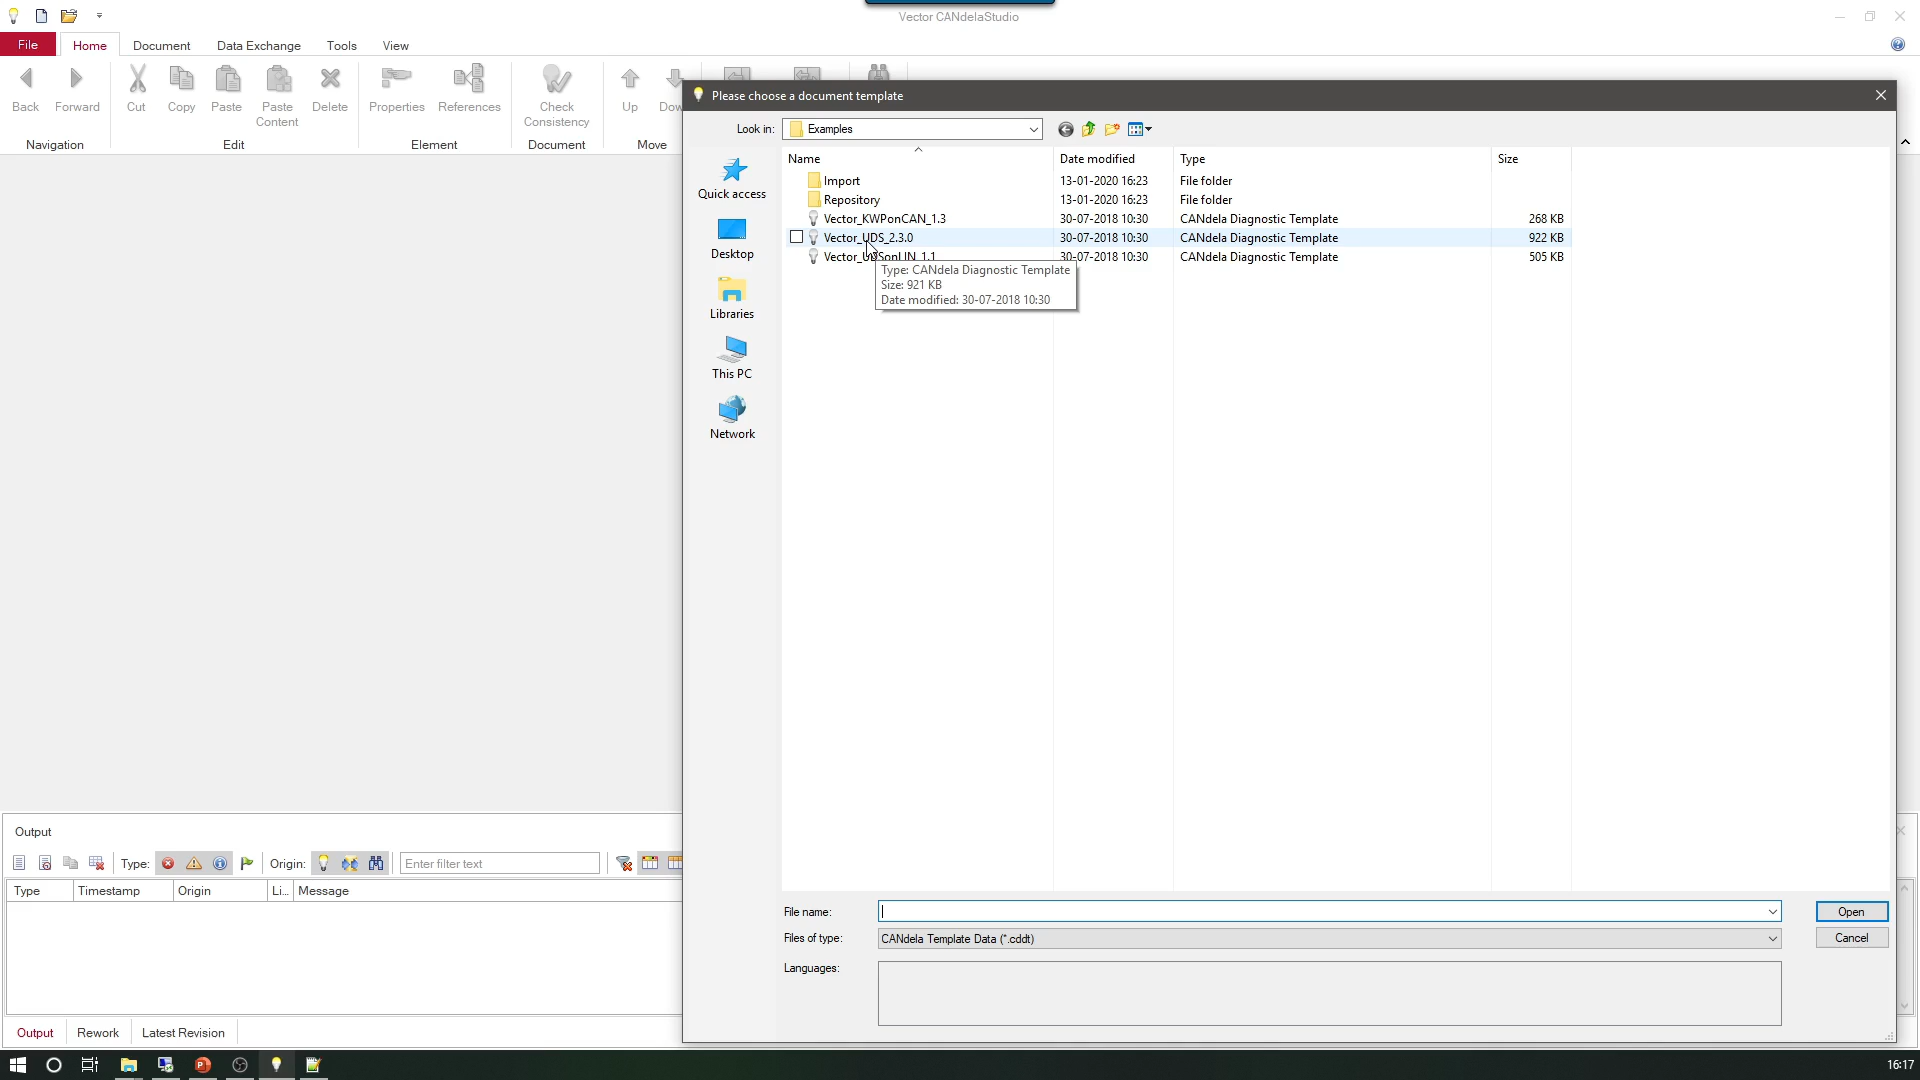 Vector CANdelaStudio
File Home Document Data Exchange Tools View
Back Forward Cut Copy Paste Paste Content Delete Properties References Check Consistency Up
Navigation Edit Element Document Move
Please choose a document template
Look in: Examples
Name Date modified Type Size
Import 13-01-2020 16:23 File folder
Repository 13-01-2020 16:23 File folder
Vector_KWPonCAN_1.3 30-07-2018 10:30 CANdela Diagnostic Template 268 KB
Vector_UDS_2.3.0 30-07-2018 10:30 CANdela Diagnostic Template 922 KB
Vector_UDSonLIN_1.1 30-07-2018 10:30 CANdela Diagnostic Template 505 KB
Type: CANdela Diagnostic Template
Size: 921 KB
Date modified: 30-07-2018 10:30
Quick access
Desktop
Libraries
This PC
Network
File name: Open
Files of type: CANdela Template Data (*.cddt) Cancel
Languages:
Output
Type: Origin: Enter filter text
Type Timestamp Origin Li... Message
Output Rework Latest Revision
16:17